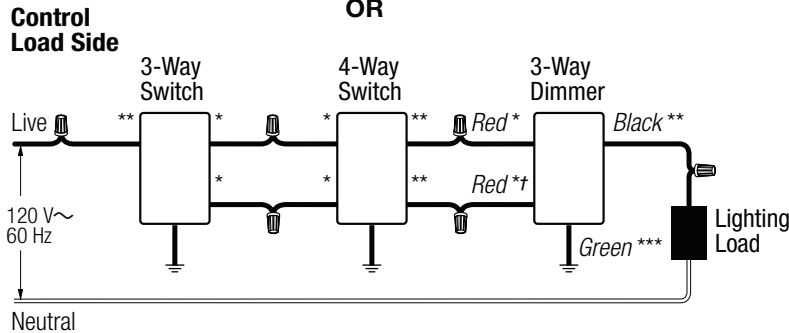 OR
Control
Load Side
3-Way
Switch
4-Way
Switch
3-Way
Dimmer
Live
**
*
*
**
Red *
Black **
*
*
**
Red *†
120 V~
60 Hz
Green ***
Lighting
Load
Neutral